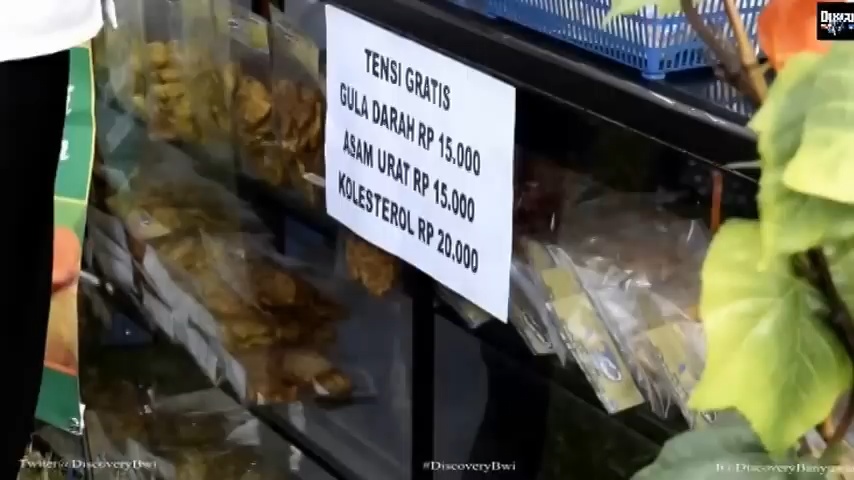 TENSI GRATIS
GULA DARAH RP 15.000
ASAM URAT RP 15.000
KOLESTEROL RP 20.000
Twitter@DiscoveryBwi
#DiscoveryBwi